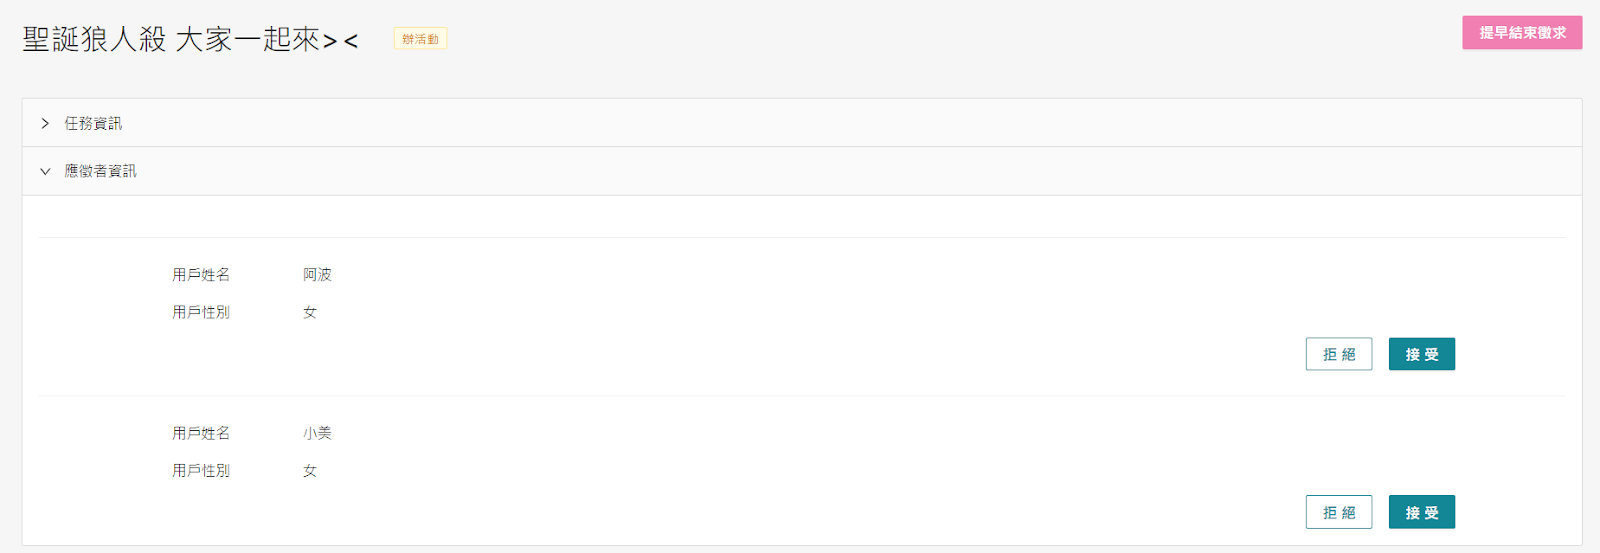 聖誕狼人殺 大家一起來><
辦活動
提早結束徵求
任務資訊
應徵者資訊
用戶姓名 阿波
用戶性別 女
拒絕 接受
用戶姓名 小美
用戶性別 女
拒絕 接受